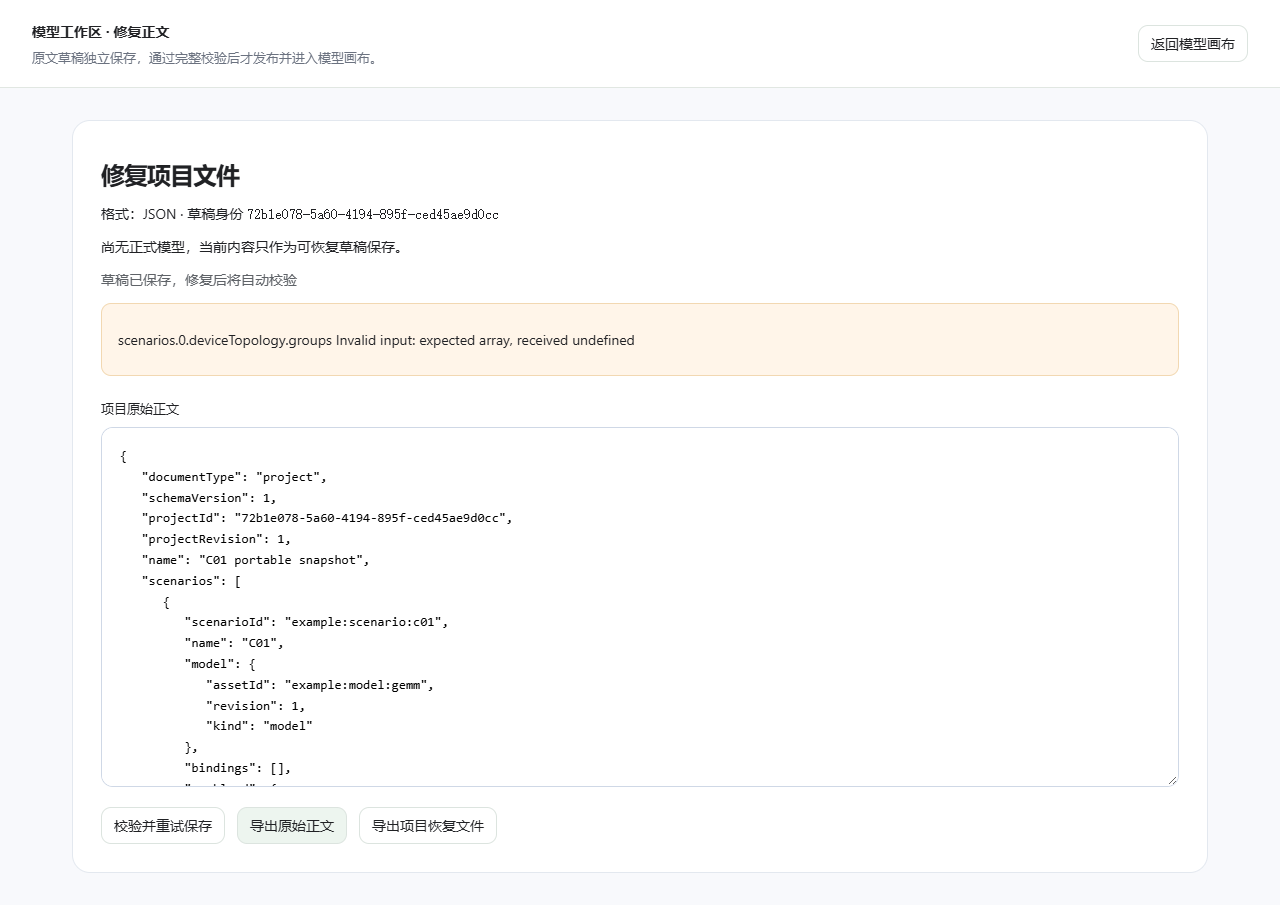 模型工作区 · 修复正文
原文草稿独立保存，通过完整校验后才发布并进入模型画布。
返回模型画布
修复项目文件
格式：JSON · 草稿身份 72b1e078-5a60-4194-895f-ced45ae9d0cc
尚无正式模型，当前内容只作为可恢复草稿保存。
草稿已保存，修复后将自动校验
scenarios.0.deviceTopology.groups Invalid input: expected array, received undefined
项目原始正文
{
"documentType": "project",
"schemaVersion": 1,
"projectId": "72b1e078-5a60-4194-895f-ced45ae9d0cc",
"projectRevision": 1,
"name": "C01 portable snapshot",
"scenarios": [
{
"scenarioId": "example:scenario:c01",
"name": "C01",
"model": {
"assetId": "example:model:gemm",
"revision": 1,
"kind": "model"
},
"bindings": [],
校验并重试保存
导出原始正文
导出项目恢复文件